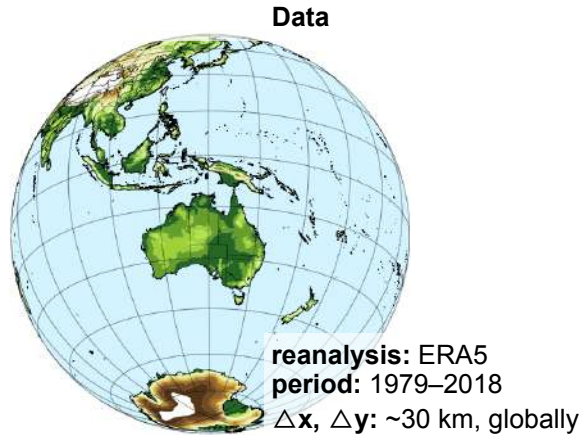 Data
reanalysis: ERA5
period: 1979–2018
△x, △y: ~30 km, globally